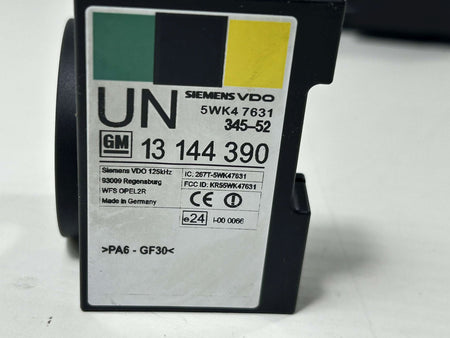 UN
SIEMENS VDO
5WK4 7631
345-52
GM 13 144 390
Siemens VDO 125kHz
93009 Regensburg
WFS OPEL2R
Made in Germany
IC. 267T-5WK47631
FCC ID: KR55WK47631
CE !
e24 I-00 0066
>PA6 - GF30<